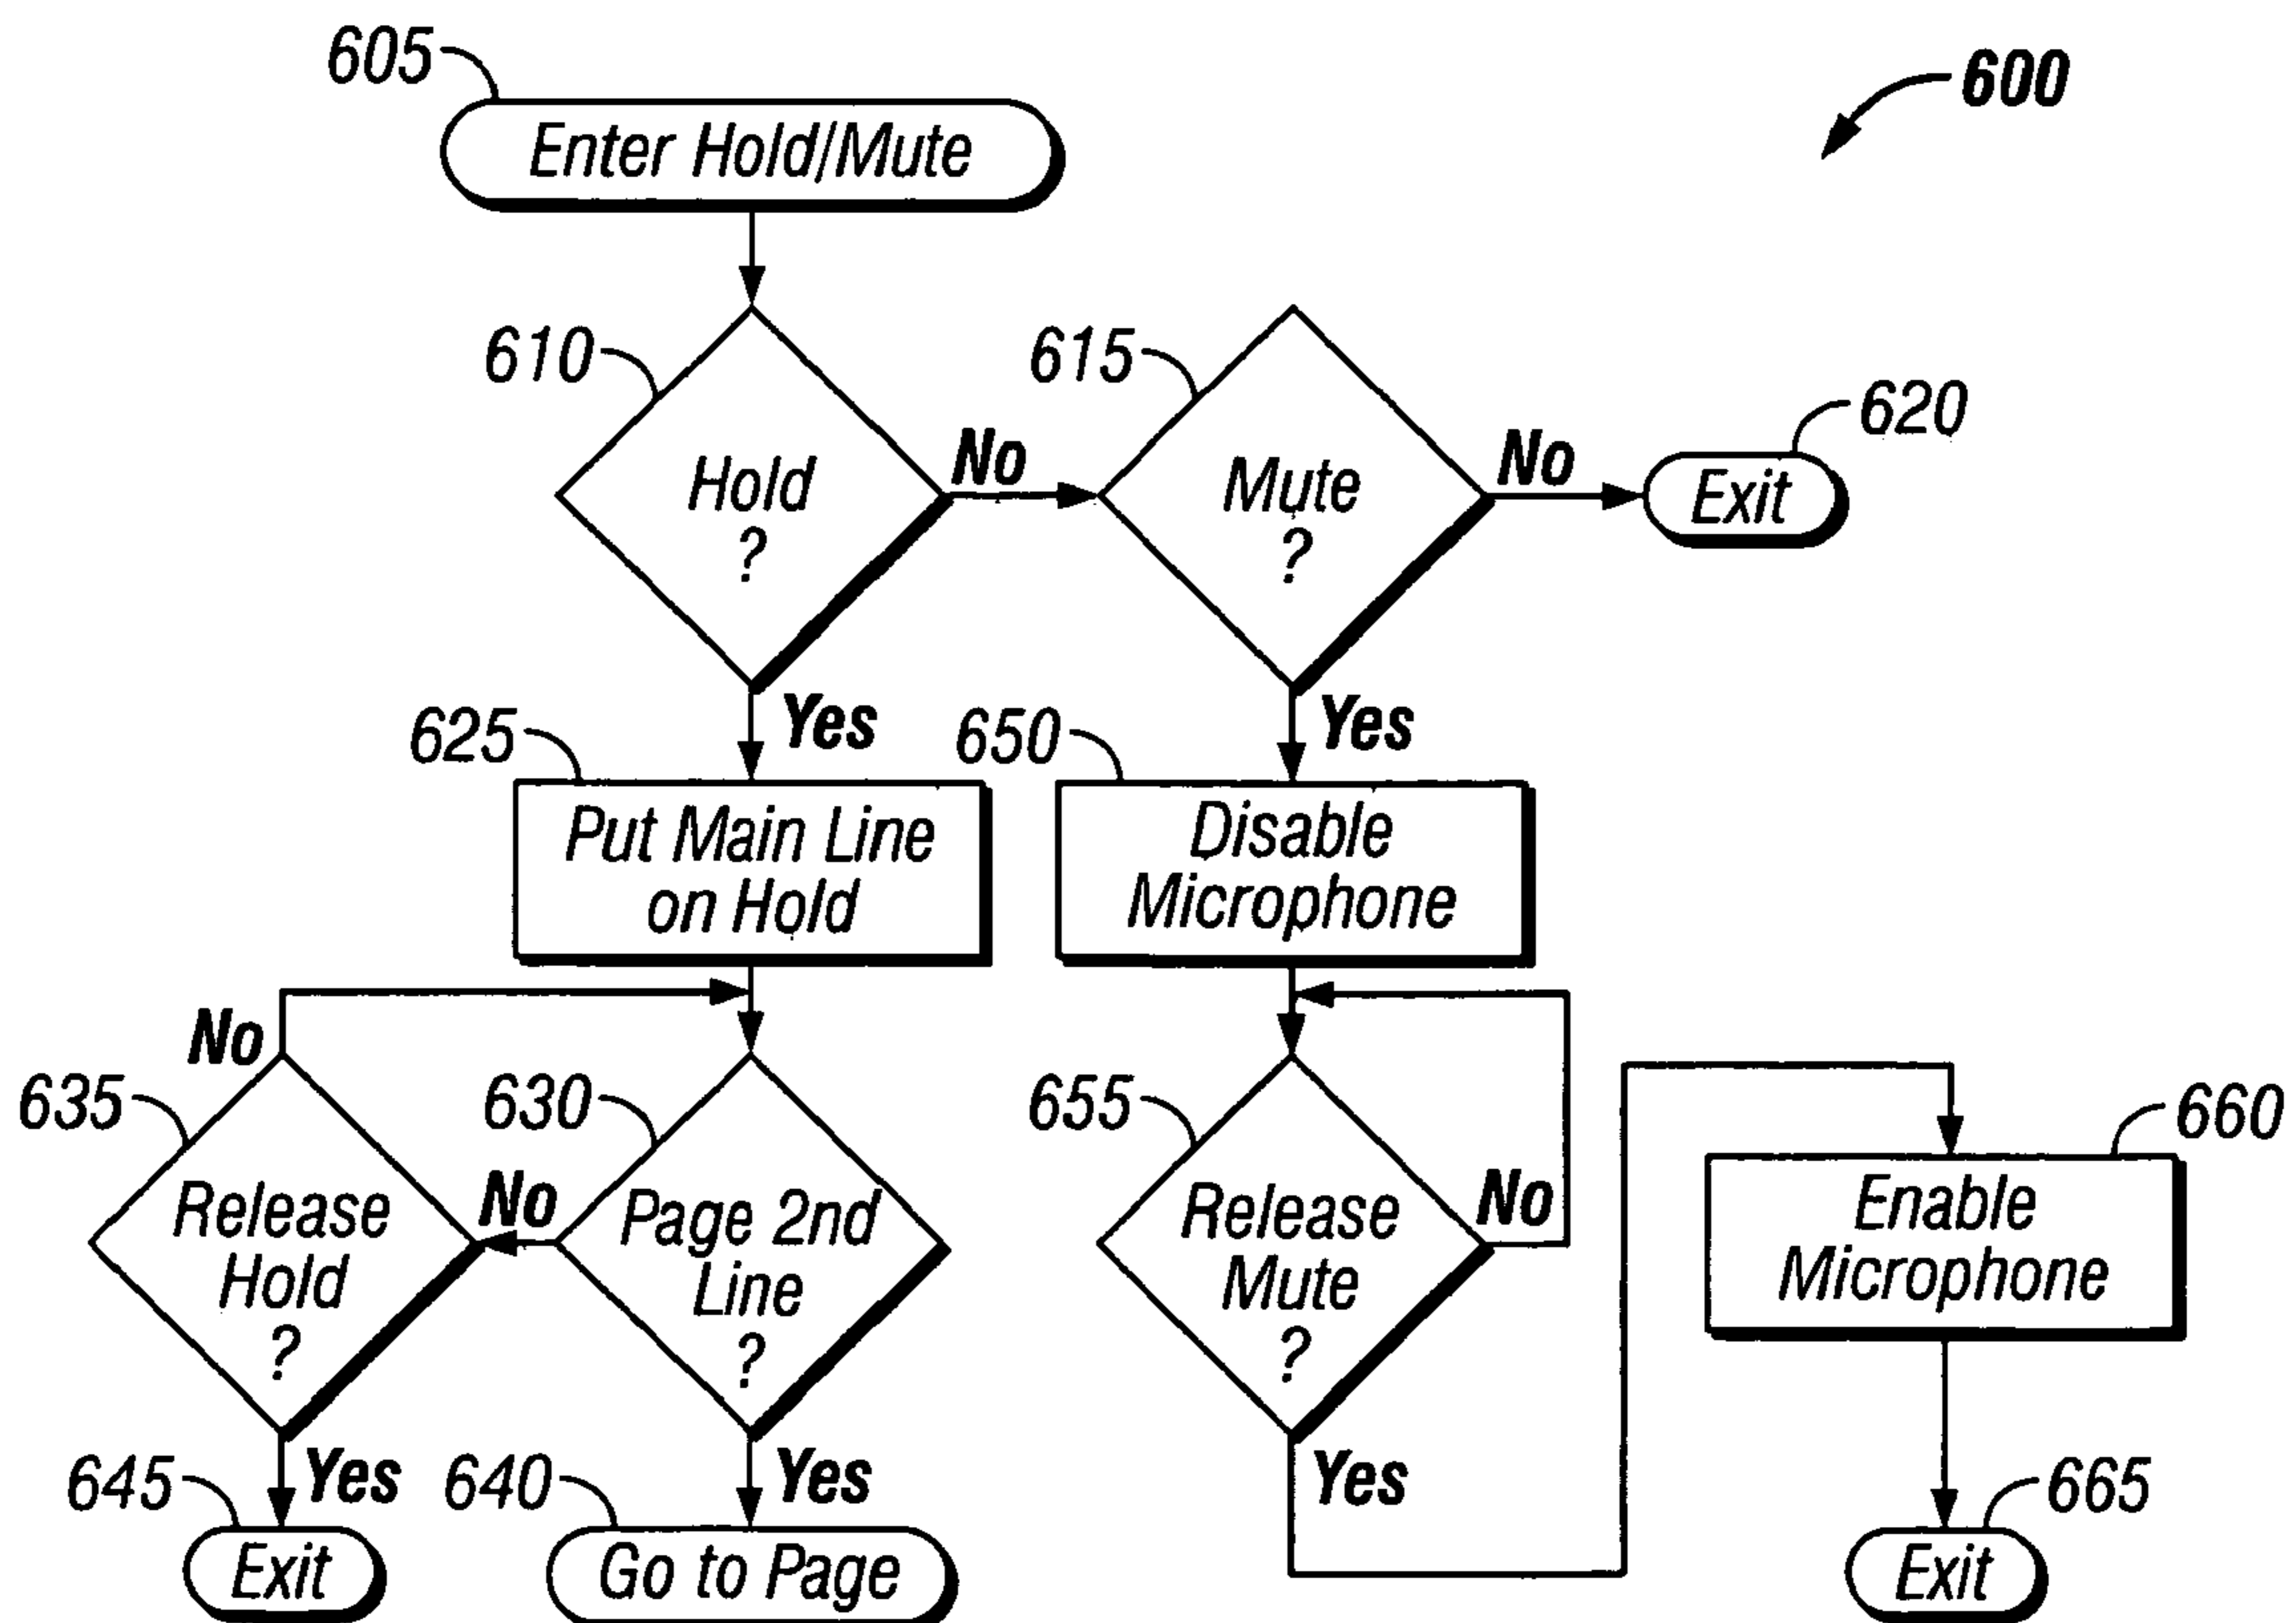 605
Enter Hold/Mute
600
610
Hold
?
No
615
Mute
?
No
620
Exit
Yes
Yes
625
Put Main Line
on Hold
650
Disable
Microphone
No
635
Release
Hold
?
No
630
Page 2nd
Line
?
655
Release
Mute
?
No
660
Enable
Microphone
645
Yes
Exit
640
Yes
Go to Page
Yes
665
Exit